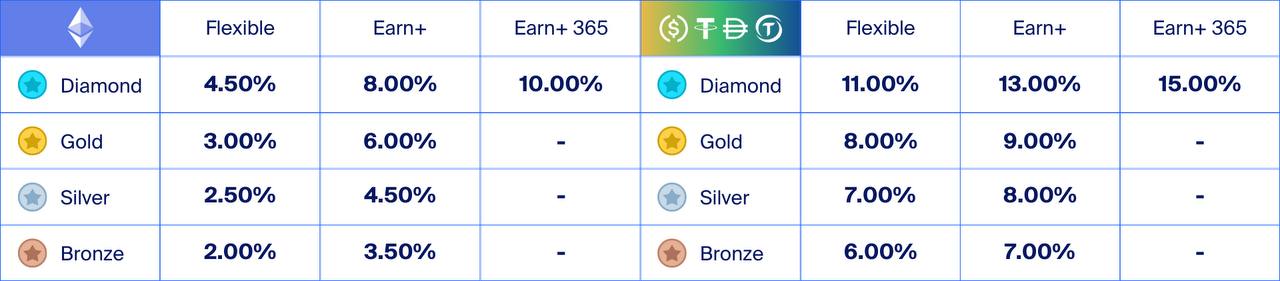 Flexible Earn+ Earn+ 365 Flexible Earn+ Earn+ 365
Diamond 4.50% 8.00% 10.00% Diamond 11.00% 13.00% 15.00%
Gold 3.00% 6.00% - Gold 8.00% 9.00% -
Silver 2.50% 4.50% - Silver 7.00% 8.00% -
Bronze 2.00% 3.50% - Bronze 6.00% 7.00% -